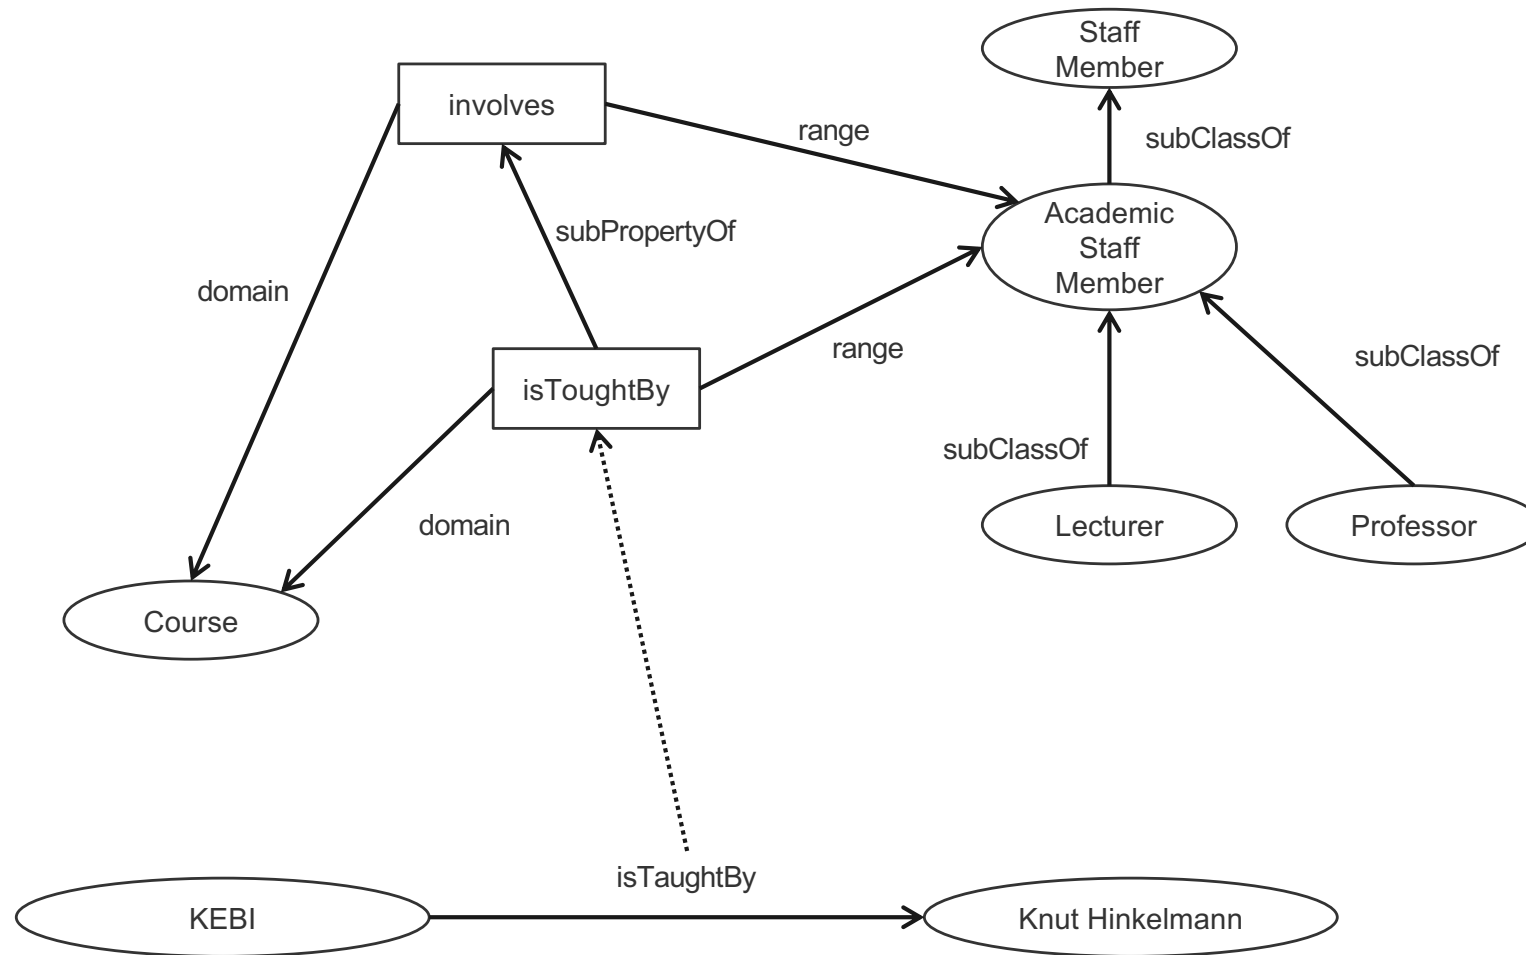 Staff
Member
involves
range
subClassOf
Academic
Staff
Member
subPropertyOf
domain
range
subClassOf
isToughtBy
subClassOf
domain
Lecturer
Professor
Course
isTaughtBy
KEBI
Knut Hinkelmann